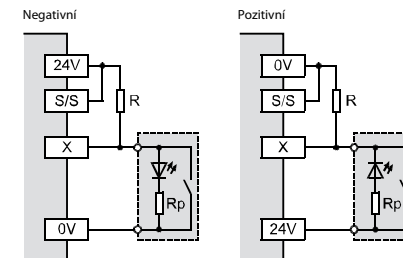 Negativní
24V
S/S
R
X
Rp
0V
Pozitivní
0V
S/S
R
X
Rp
24V